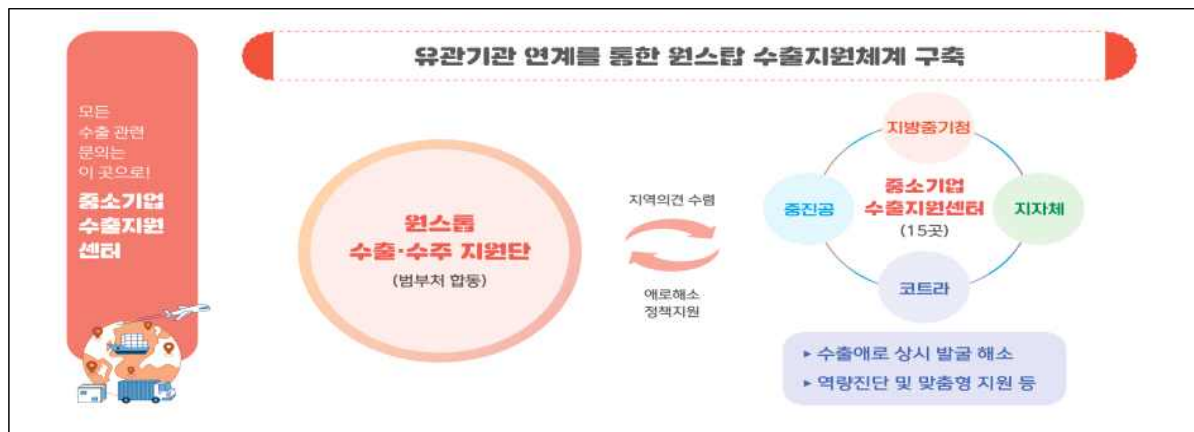 유관기관 연계를 통한 원스탑 수출지원체계 구축
모든
수출 관련
문의는
이 곳으로!
중소기업
수출지원
센터
원스톱
수출·수주 지원단
(범부처 합동)
지역의견 수렴
애로해소
정책지원
지방중기청
중진공
중소기업
수출지원센터
(15곳)
지자체
코트라
▸ 수출애로 상시 발굴 해소
▸ 역량진단 및 맞춤형 지원 등